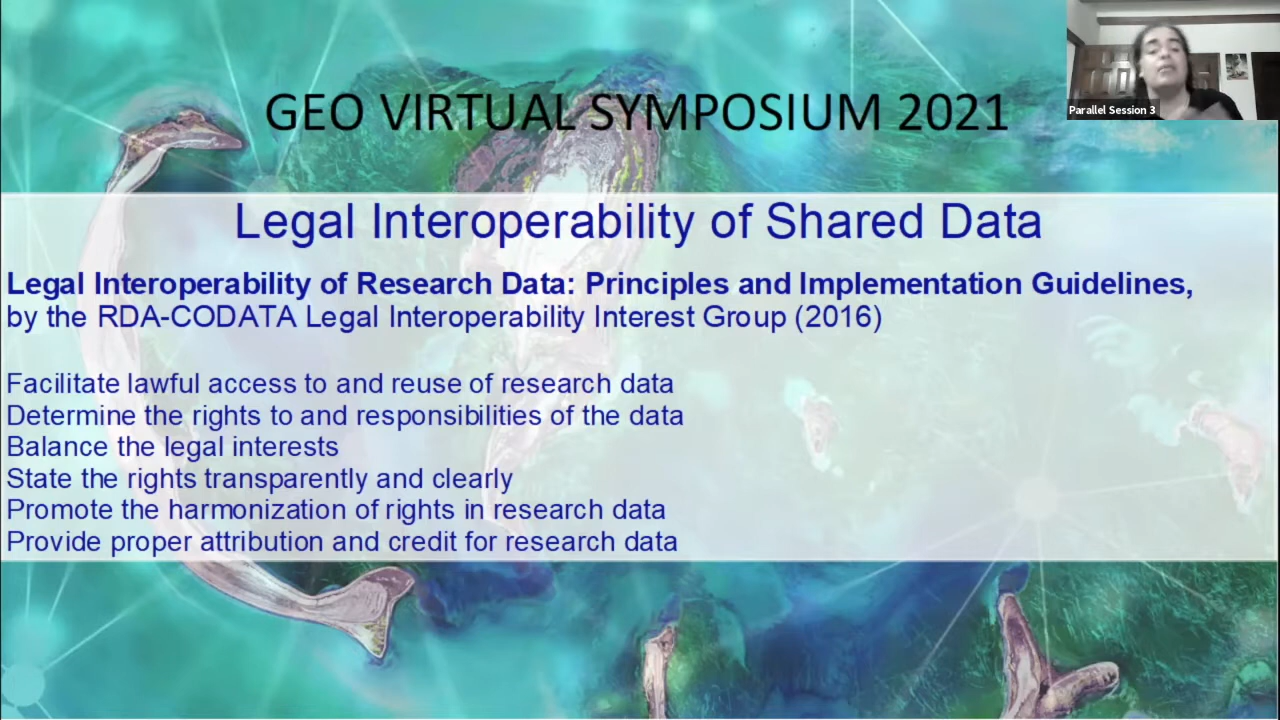 GEO VIRTUAL SYMPOSIUM 2021
Parallel Session 3
Legal Interoperability of Shared Data
Legal Interoperability of Research Data: Principles and Implementation Guidelines,
by the RDA-CODATA Legal Interoperability Interest Group (2016)
Facilitate lawful access to and reuse of research data
Determine the rights to and responsibilities of the data
Balance the legal interests
State the rights transparently and clearly
Promote the harmonization of rights in research data
Provide proper attribution and credit for research data